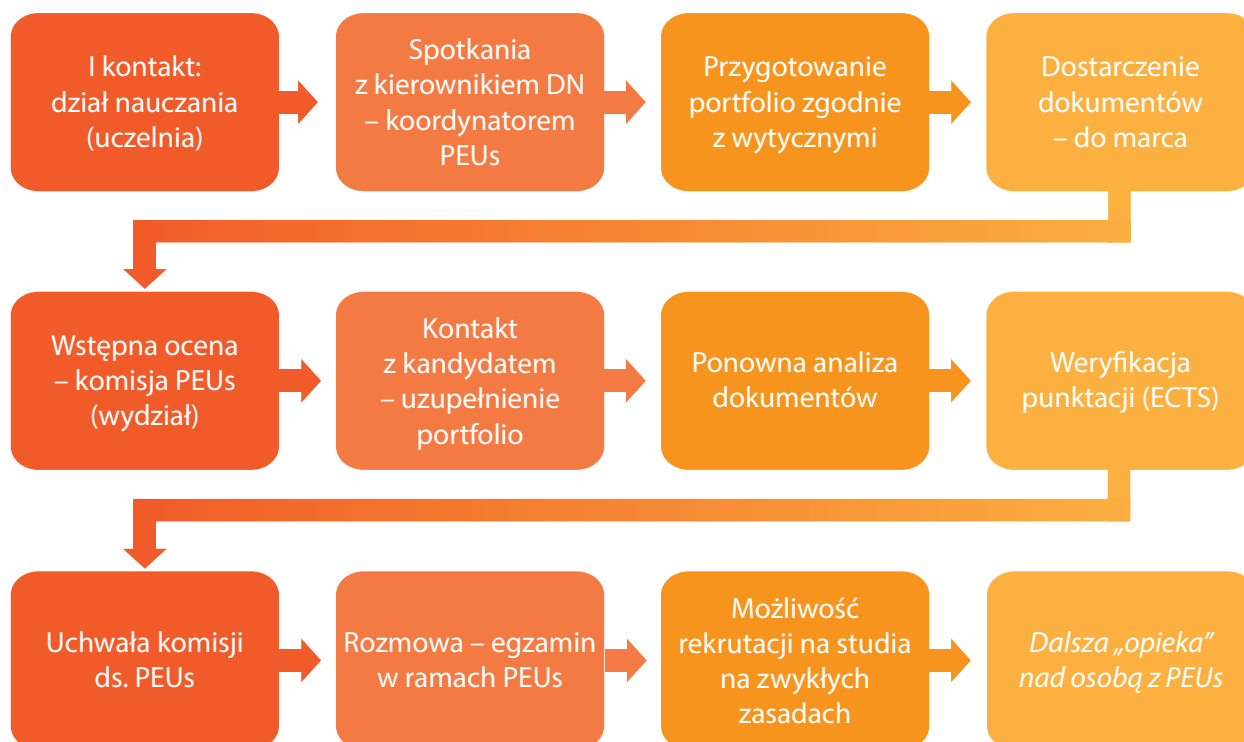 I kontakt:
dział nauczania
(uczelnia)
Spotkania
z kierownikiem DN
– koordynatorem
PEUs
Przygotowanie
portfolio zgodnie
z wytycznymi
Dostarczenie
dokumentów
– do marca
Wstępna ocena
– komisja PEUs
(wydział)
Kontakt
z kandydatem
– uzupełnienie
portfolio
Ponowna analiza
dokumentów
Weryfikacja
punktacji (ECTS)
Uchwała komisji
ds. PEUs
Rozmowa – egzamin
w ramach PEUs
Możliwość
rekrutacji na studia
na zwykłych
zasadach
Dalsza „opieka”
nad osobą z PEUs